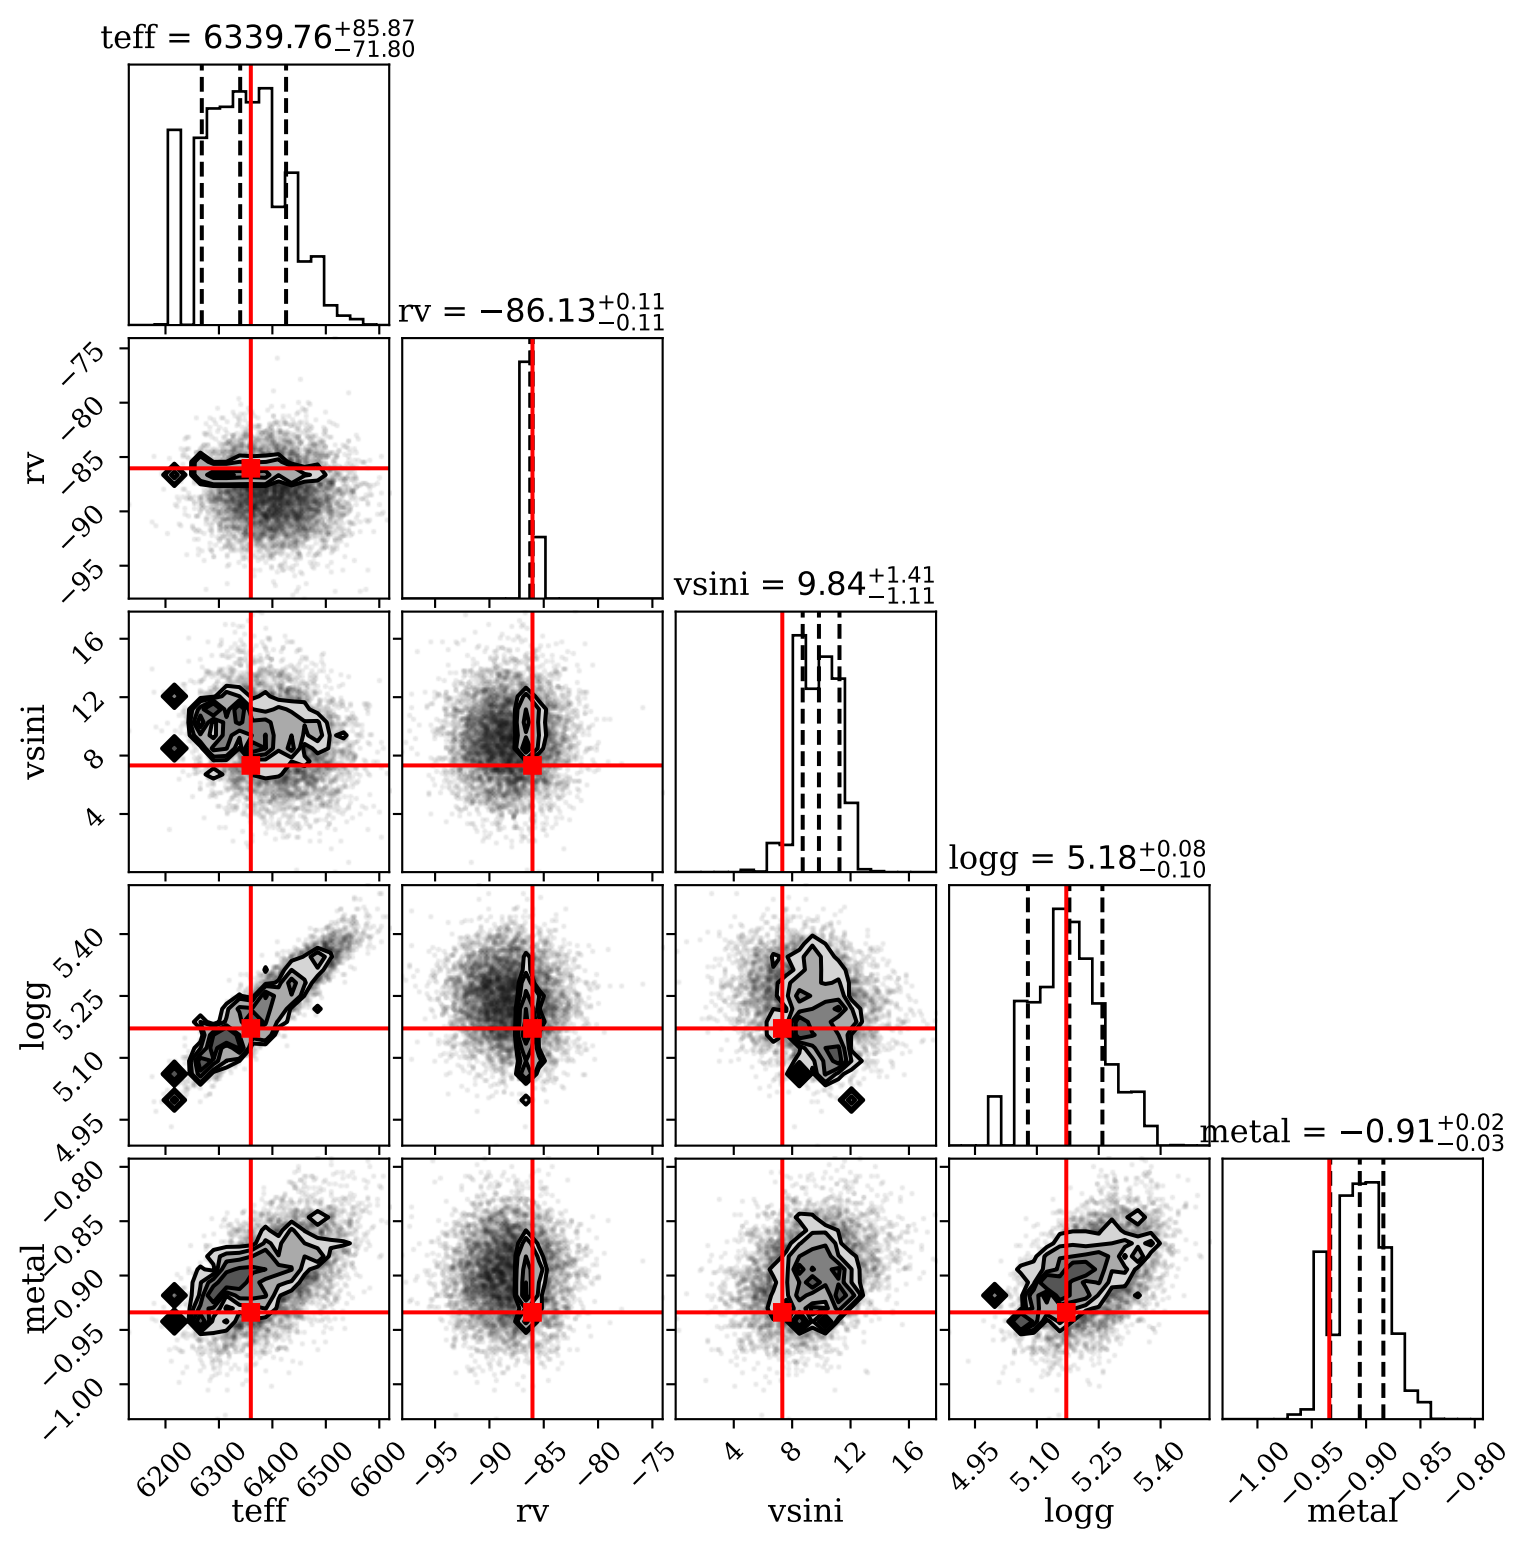 teff = 6339.76 +85.87 −71.80
rv = −86.13 +0.11 −0.11
−75
−80
−85
−90
−95
rv
vsini = 9.84 +1.41 −1.11
16
12
8
4
vsini
logg = 5.18 +0.08 −0.10
5.40
5.25
5.10
4.95
logg
metal = −0.91 +0.02 −0.03
−0.80
−0.85
−0.90
−0.95
−1.00
metal
6200 6300 6400 6500 6600
−95 −90 −85 −80 −75
4 8 12 16
4.95 5.10 5.25 5.40
−1.00 −0.95 −0.90 −0.85 −0.80
teff rv vsini logg metal